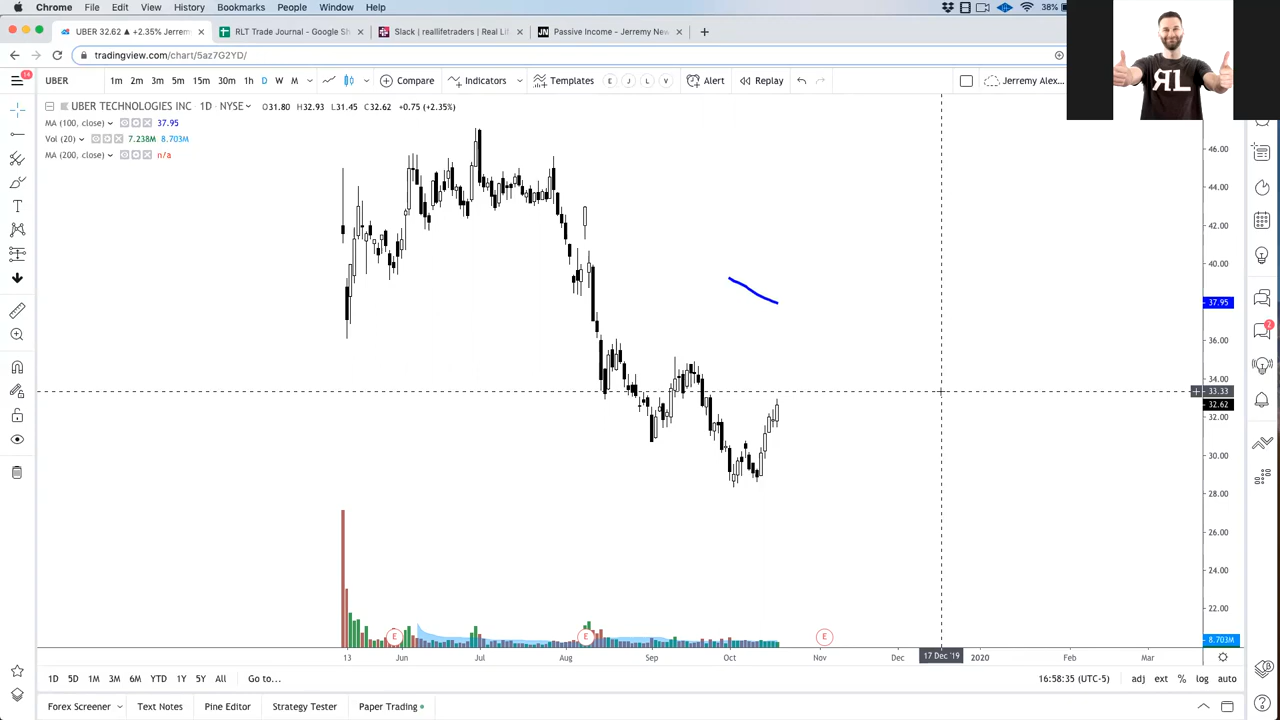 Chrome File Edit View History Bookmarks People Window Help 38%
UBER 32.62 ▲ +2.35% Jerrem
RLT Trade Journal - Google Sh
Slack | reallifetraders | Real Li
Passive Income - Jerremy New
tradingview.com/chart/5az7G2YD/
14
UBER 1m 2m 3m 5m 15m 30m 1h D W M Compare Indicators Templates E J L V Alert Replay Jeremy Alex...
ЯL
UBER TECHNOLOGIES INC 1D NYSE O31.80 H32.93 L31.45 C32.62 +0.75 (+2.35%)
MA (100, close) 37.95
Vol (20) 7.238M 8.703M
MA (200, close) n/a
46.00
44.00
42.00
40.00
37.95
36.00
34.00
33.33
32.62
32.00
30.00
28.00
26.00
24.00
22.00
8.703M
2
E E E
13 Jun Jul Aug Sep Oct Nov Dec 17 Dec '19 2020 Feb Mar
1D 5D 1M 3M 6M YTD 1Y 5Y All Go to... 16:58:35 (UTC-5) adj ext % log auto
Forex Screener Text Notes Pine Editor Strategy Tester Paper Trading